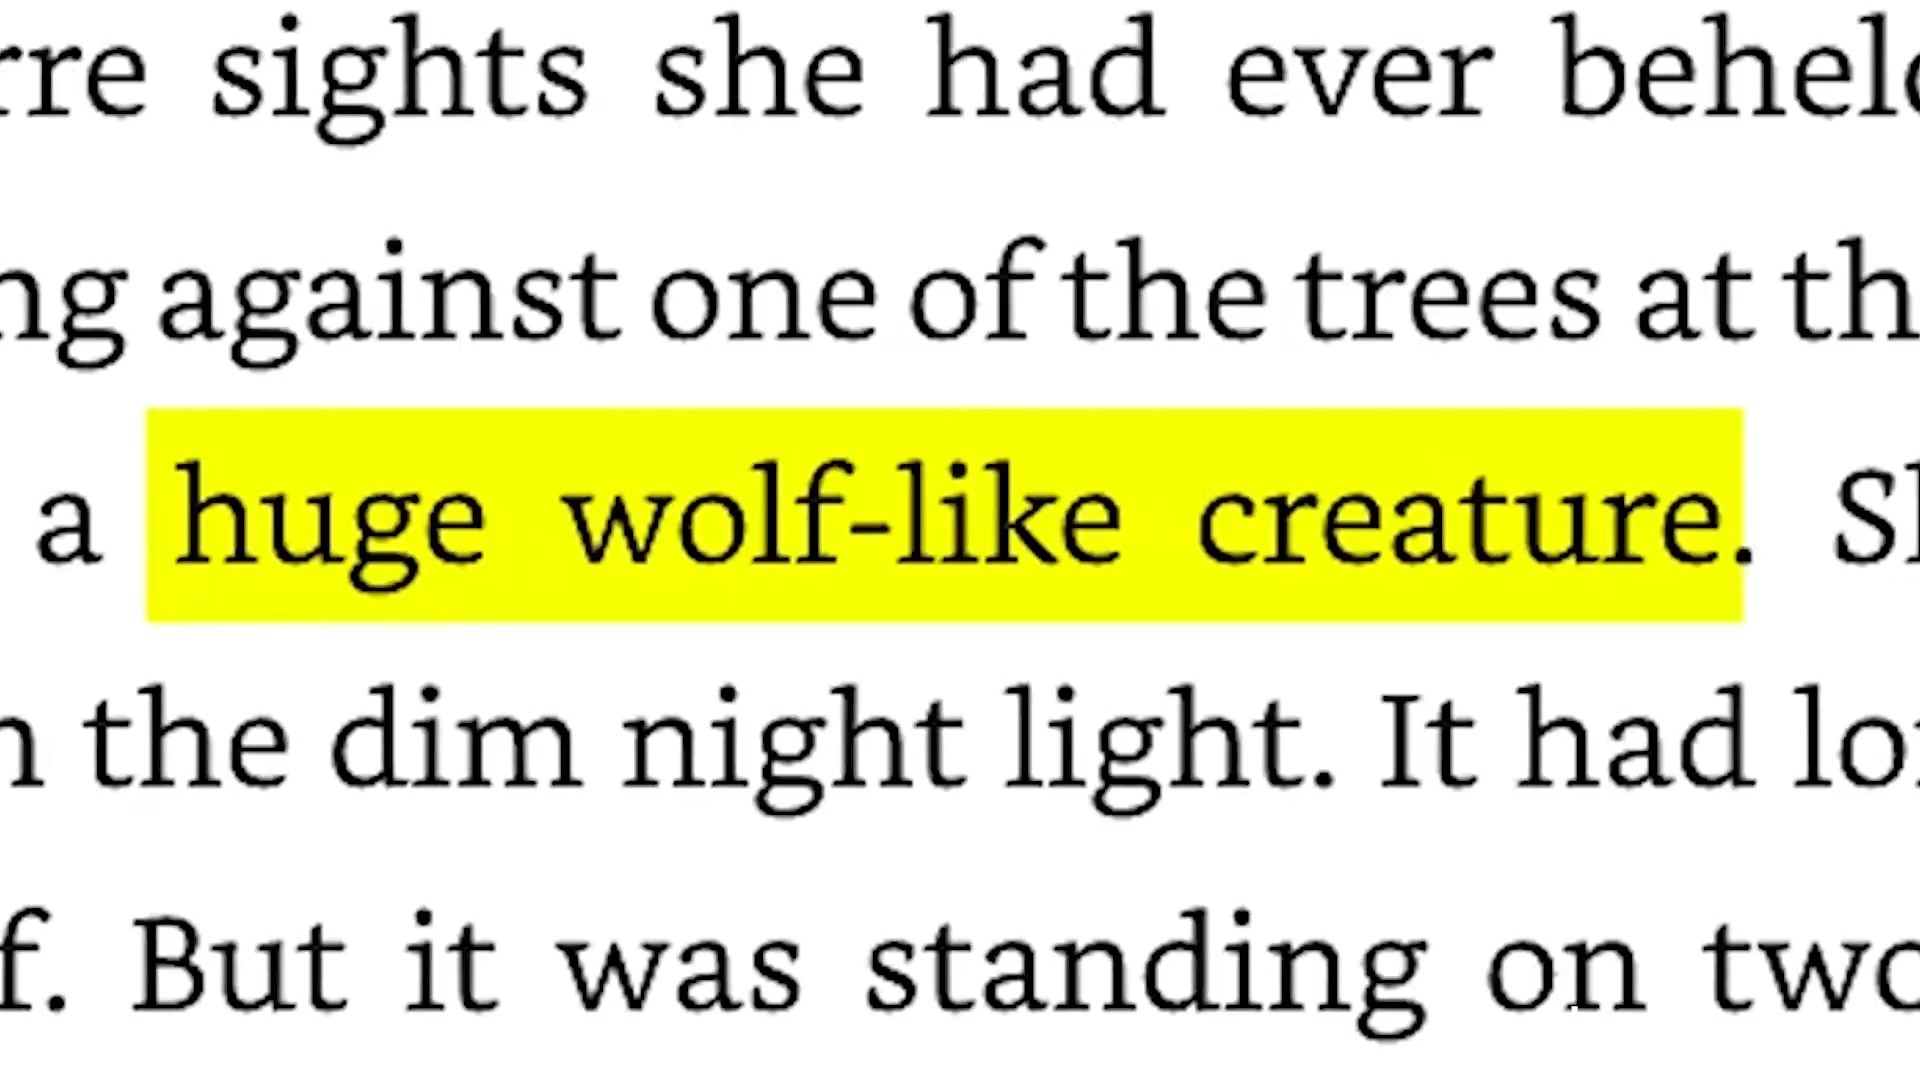 rre sights she had ever behel
ng against one of the trees at th
a huge wolf-like creature. S
the dim night light. It had lo
f. But it was standing on two